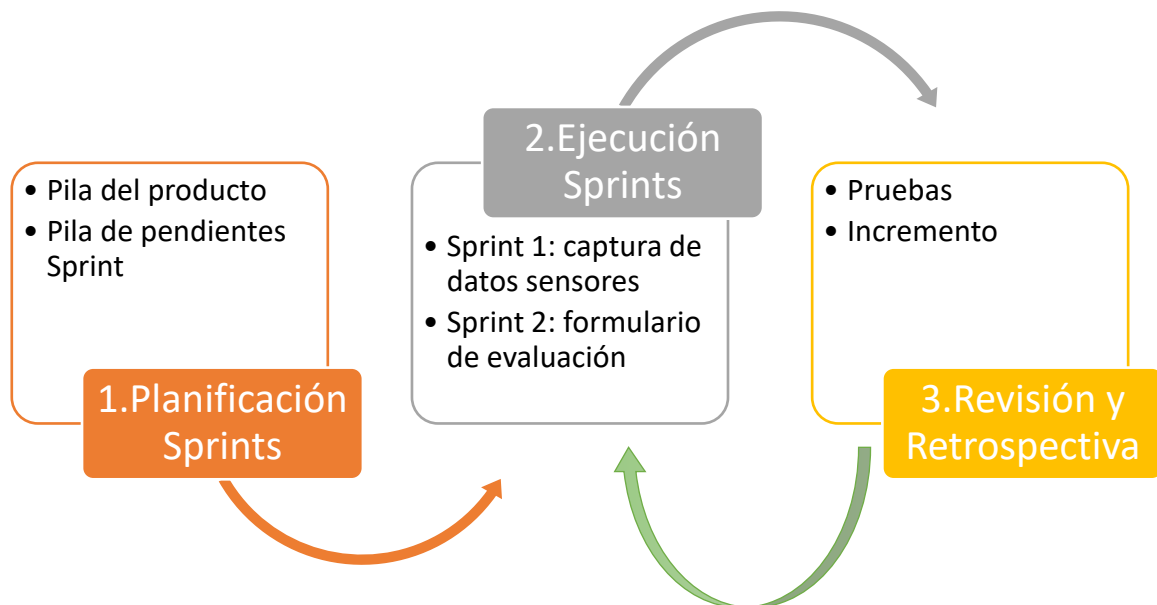 • Pila del producto
• Pila de pendientes
Sprint
1.Planificación
Sprints
2.Ejecución
Sprints
• Sprint 1: captura de
datos sensores
• Sprint 2: formulario
de evaluación
• Pruebas
• Incremento
3.Revisión y
Retrospectiva